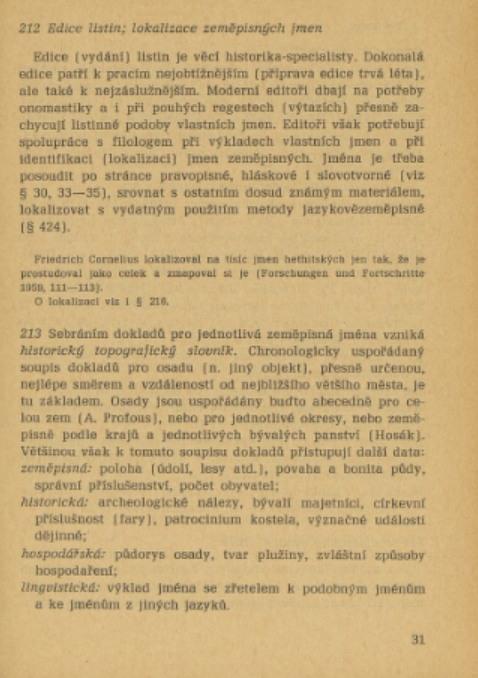 212 Edice listin; lokalizace zeměpisných jmen
Edice (vydání) listin je věcí historika-specialisty. Dokonalá
edice patří k pracím nejobtížnějším (příprava edice trvá léta),
ale také k nejzáslužnějším. Moderní editoři dbají na potřeby
onomastiky a i při pouhých regestech (výtazích) přesně za-
chycují listinné podoby vlastních jmen. Editoři však potřebují
spolupráce s filologem při výkladech vlastních jmen a při
identifikaci (lokalizaci) jmen zeměpisných. Jména je třeba
posoudit po stránce pravopisné, hláskové i slovotvorné (viz
§ 30, 33—35), srovnat s ostatním dosud známým materiálem,
lokalizovat s vydatným použitím metody jazykovězeměpisné
(§ 424).
Friedrich Cornelius lokalizoval na tisíc jmen hethitských jen tak, že je
prostudoval jako celek a zmapoval si je (Forschungen und Fortschritte
1959, 111—113).
O lokalizaci viz i § 216.
213 Sebráním dokladů pro jednotlivá zeměpisná jména vzniká
historický topografický slovník. Chronologicky uspořádaný
soupis dokladů pro osadu (n. jiný objekt), přesně určenou,
nejlépe směrem a vzdáleností od nejbližšího většího města, je
tu základem. Osady jsou uspořádány buďto abecedně pro ce-
lou zem (A. Profous), nebo pro jednotlivé okresy, nebo země-
pisně podle krajů a jednotlivých bývalých panství (Hosák).
Většinou však k tomuto soupisu dokladů přistupují další data:
zeměpisná: poloha (údolí, lesy atd.), povaha a bonita půdy,
správní příslušenství, počet obyvatel;
historická: archeologické nálezy, bývalí majetníci, církevní
příslušnost (fary), patrocinium kostela, význačné události
dějinné;
hospodářská: půdorys osady, tvar plužiny, zvláštní způsoby
hospodaření;
lingvistická: výklad jména se zřetelem k podobným jménům
a ke jménům z jiných jazyků.
31